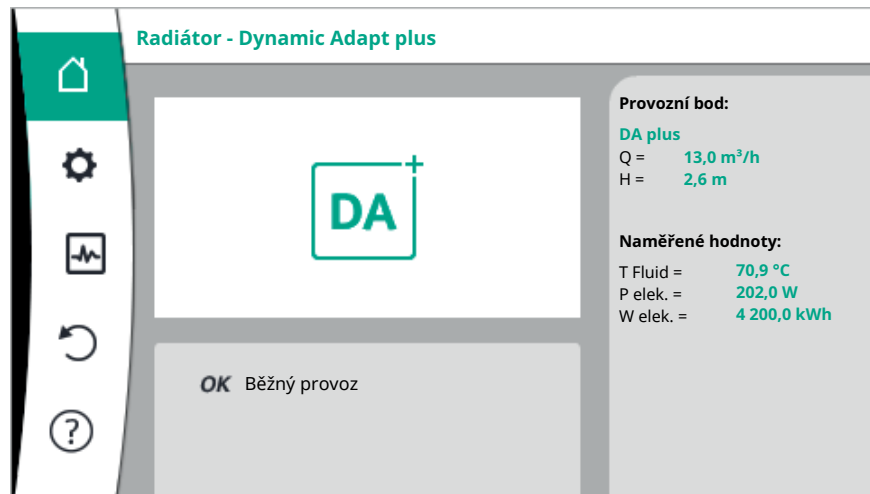 Radiátor - Dynamic Adapt plus
DA+
OK Běžný provoz
Provozní bod:
DA plus
Q = 13,0 m³/h
H = 2,6 m
Naměřené hodnoty:
T Fluid = 70,9 °C
P elek. = 202,0 W
W elek. = 4 200,0 kWh
?